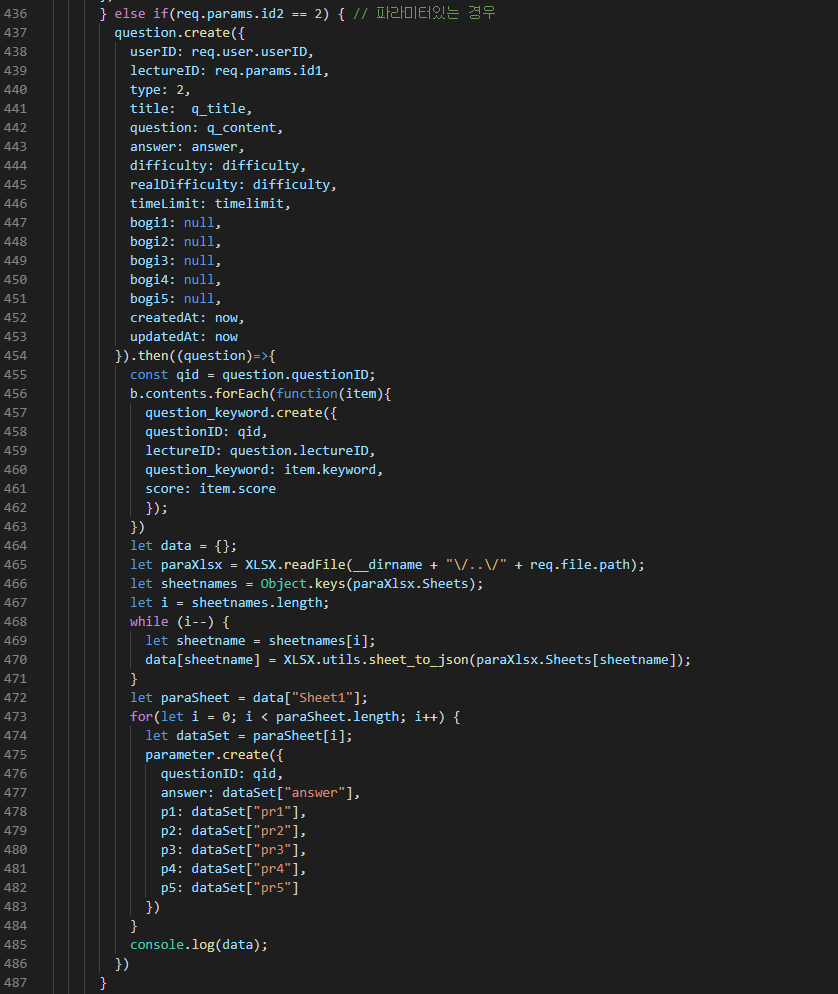 436 } else if(req.params.id2 == 2) { // 파라미터있는 경우
437 question.create({
438 userID: req.user.userID,
439 lectureID: req.params.id1,
440 type: 2,
441 title:  q_title,
442 question: q_content,
443 answer: answer,
444 difficulty: difficulty,
445 realDifficulty: difficulty,
446 timeLimit: timelimit,
447 bogi1: null,
448 bogi2: null,
449 bogi3: null,
450 bogi4: null,
451 bogi5: null,
452 createdAt: now,
453 updatedAt: now
454 }).then((question)=>{
455 const qid = question.questionID;
456 b.contents.forEach(function(item){
457 question_keyword.create({
458 questionID: qid,
459 lectureID: question.lectureID,
460 question_keyword: item.keyword,
461 score: item.score
462 });
463 })
464 let data = {};
465 let paraXlsx = XLSX.readFile(__dirname + "\/..\/" + req.file.path);
466 let sheetnames = Object.keys(paraXlsx.Sheets);
467 let i = sheetnames.length;
468 while (i--) {
469 let sheetname = sheetnames[i];
470 data[sheetname] = XLSX.utils.sheet_to_json(paraXlsx.Sheets[sheetname]);
471 }
472 let paraSheet = data["Sheet1"];
473 for(let i = 0; i < paraSheet.length; i++) {
474 let dataSet = paraSheet[i];
475 parameter.create({
476 questionID: qid,
477 answer: dataSet["answer"],
478 p1: dataSet["pr1"],
479 p2: dataSet["pr2"],
480 p3: dataSet["pr3"],
481 p4: dataSet["pr4"],
482 p5: dataSet["pr5"]
483 })
484 }
485 console.log(data);
486 })
487 }